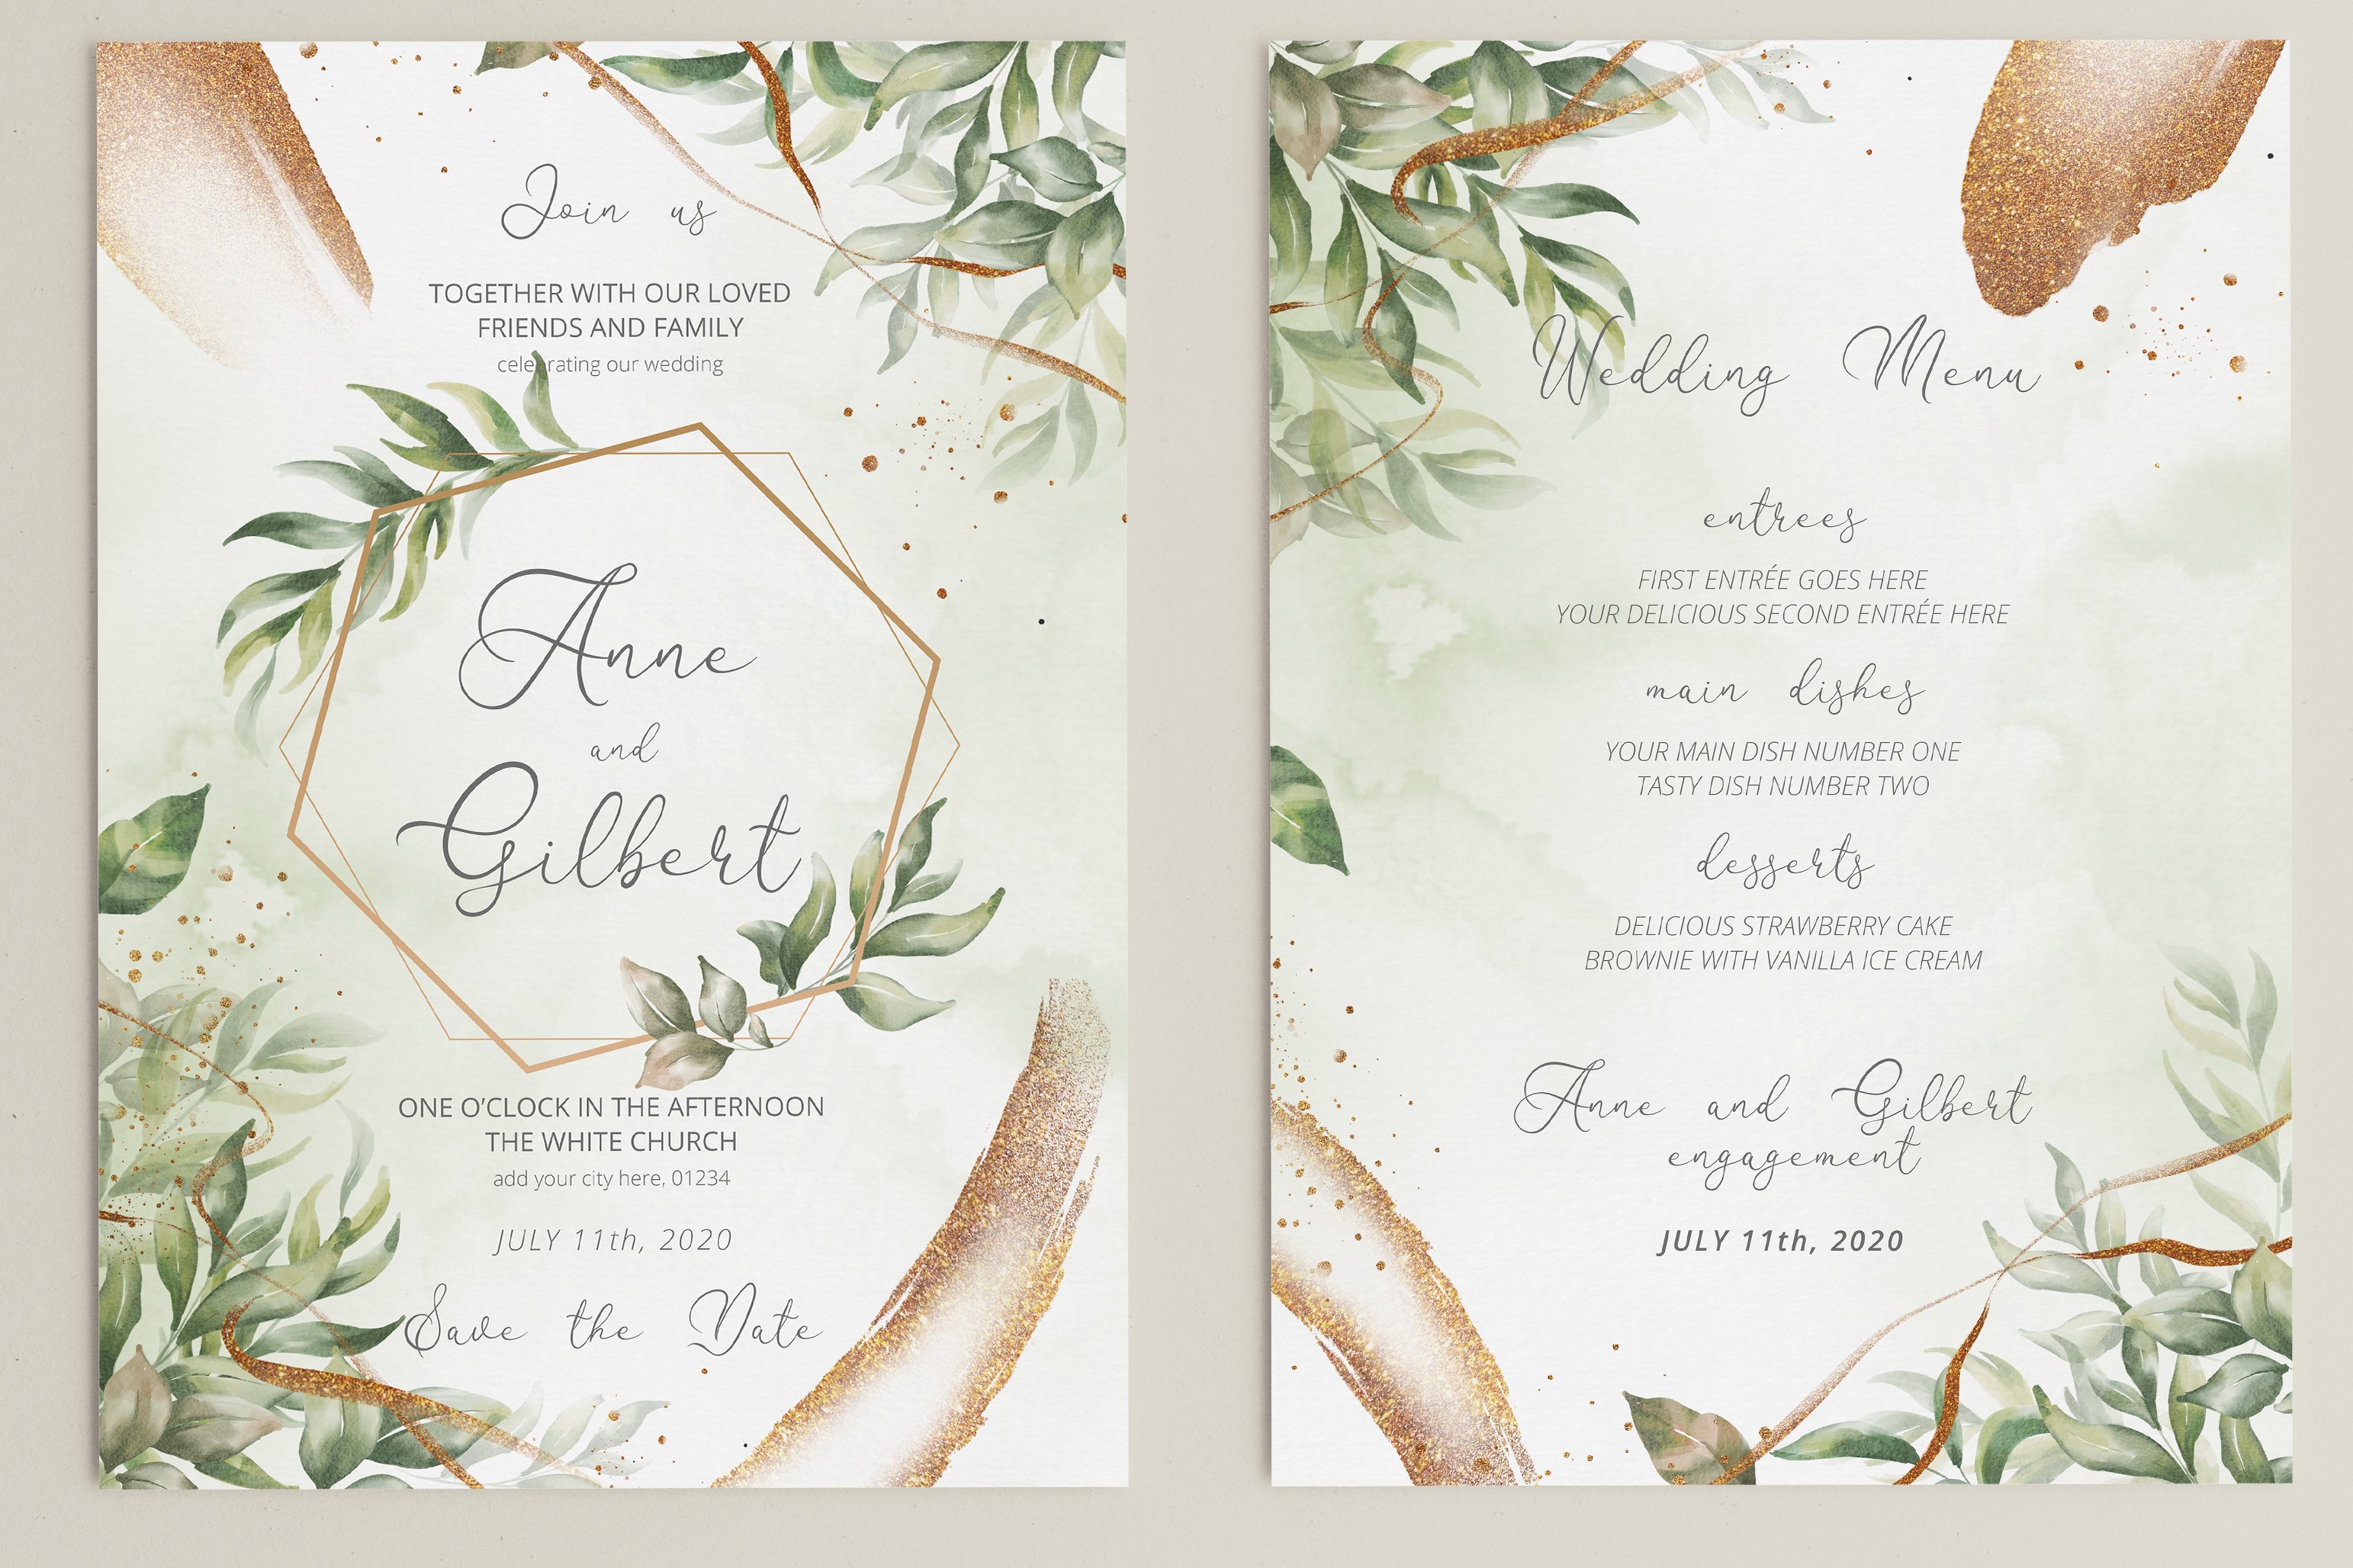 Join us
TOGETHER WITH OUR LOVED
FRIENDS AND FAMILY
celebrating our wedding
Anne
and
Gilbert
ONE O’CLOCK IN THE AFTERNOON
THE WHITE CHURCH
add your city here, 01234
JULY 11th, 2020
Save the Date
Wedding Menu
entrees
FIRST ENTRÉE GOES HERE
YOUR DELICIOUS SECOND ENTRÉE HERE
main dishes
YOUR MAIN DISH NUMBER ONE
TASTY DISH NUMBER TWO
desserts
DELICIOUS STRAWBERRY CAKE
BROWNIE WITH VANILLA ICE CREAM
Anne and Gilbert
engagement
JULY 11th, 2020